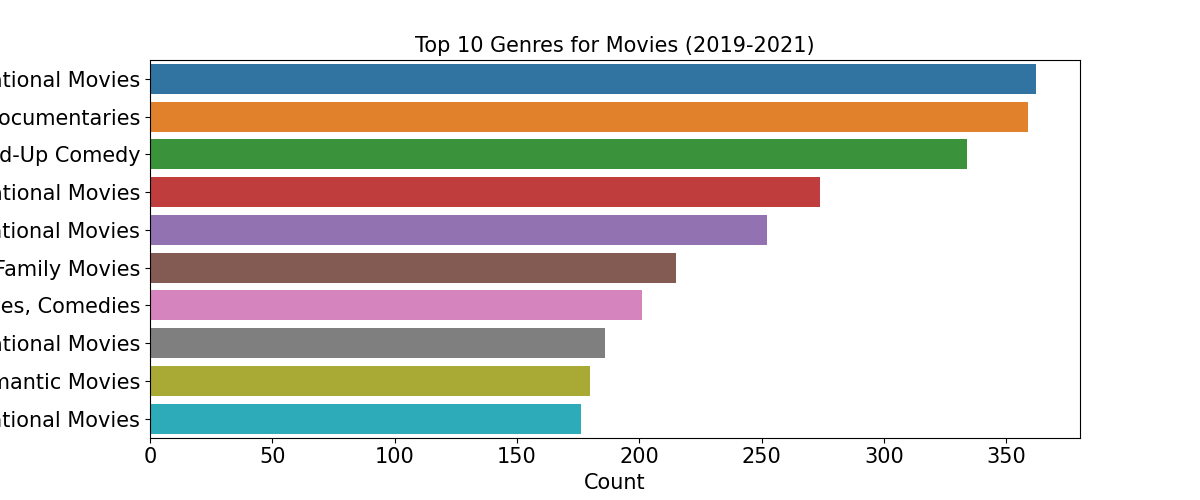 Top 10 Genres for Movies (2019-2021)
ational Movies
ocumentaries
d-Up Comedy
ational Movies
ational Movies
Family Movies
es, Comedies
ational Movies
mantic Movies
ational Movies
0 50 100 150 200 250 300 350
Count